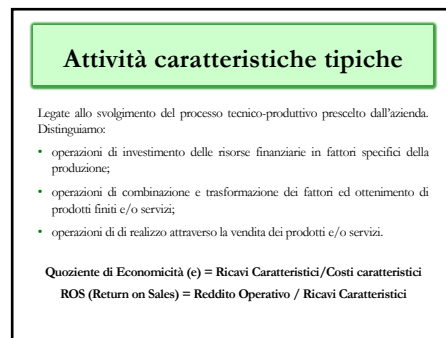 Attività caratteristiche tipiche
Legate allo svolgimento del processo tecnico-produttivo prescelto dall'azienda.
Distinguiamo:
• operazioni di investimento delle risorse finanziarie in fattori specifici della
produzione;
• operazioni di combinazione e trasformazione dei fattori ed ottenimento di
prodotti finiti e/o servizi;
• operazioni di di realizzo attraverso la vendita dei prodotti e/o servizi.
Quoziente di Economicità (e) = Ricavi Caratteristici/Costi caratteristici
ROS (Return on Sales) = Reddito Operativo / Ricavi Caratteristici